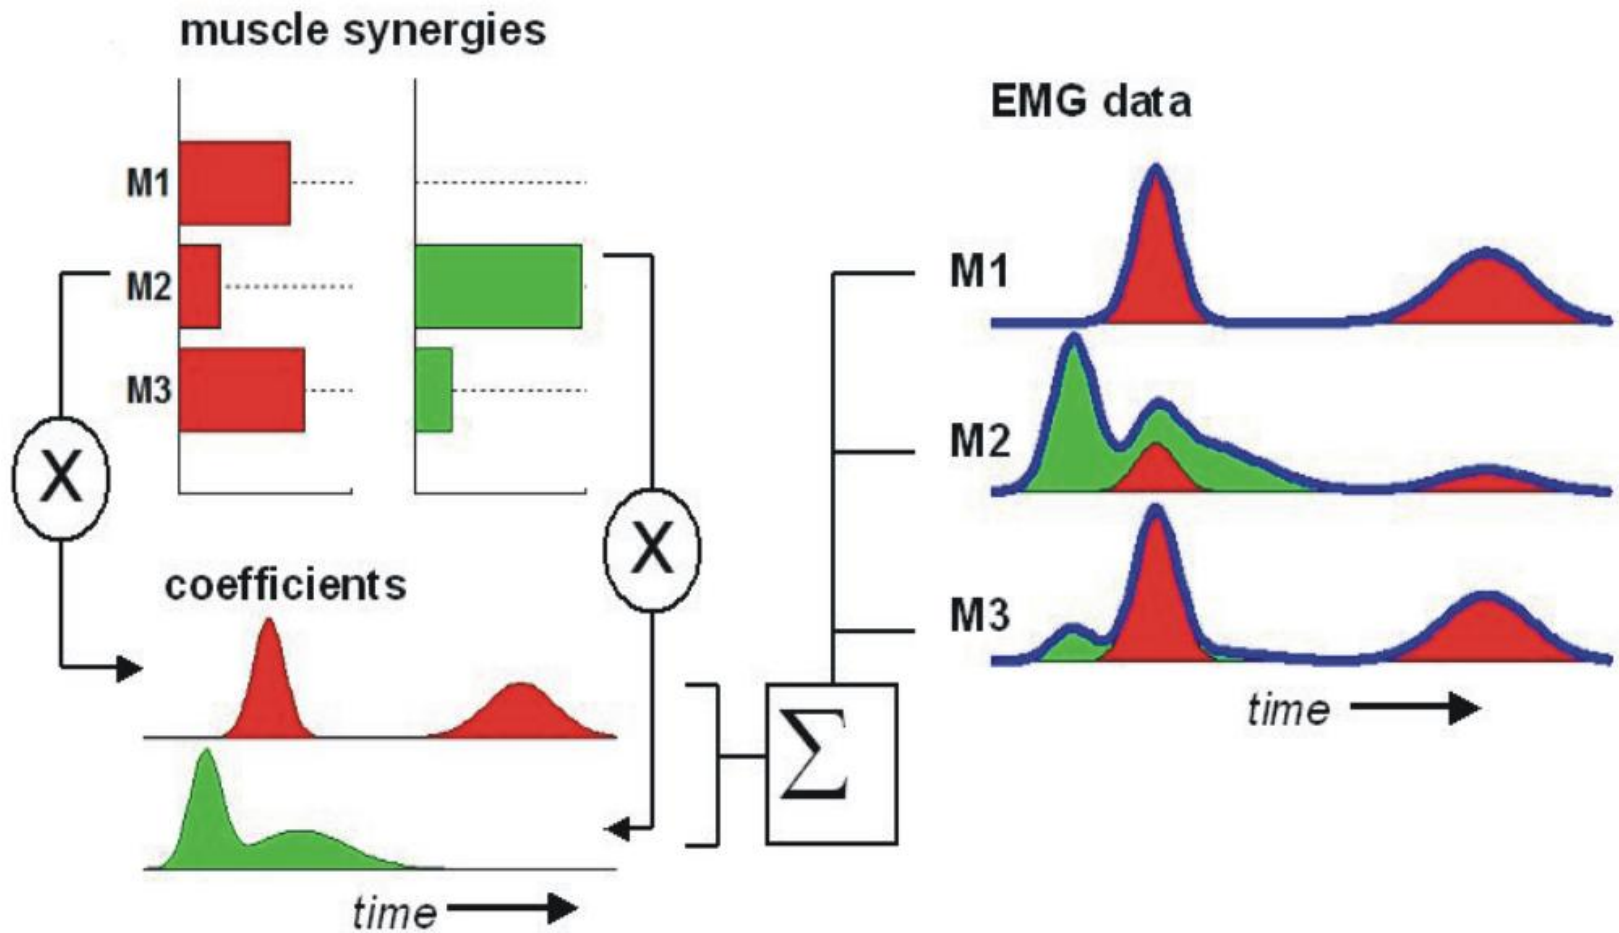 muscle synergies
M1
M2
M3
X
X
coefficients
time
Σ
EMG data
M1
M2
M3
time